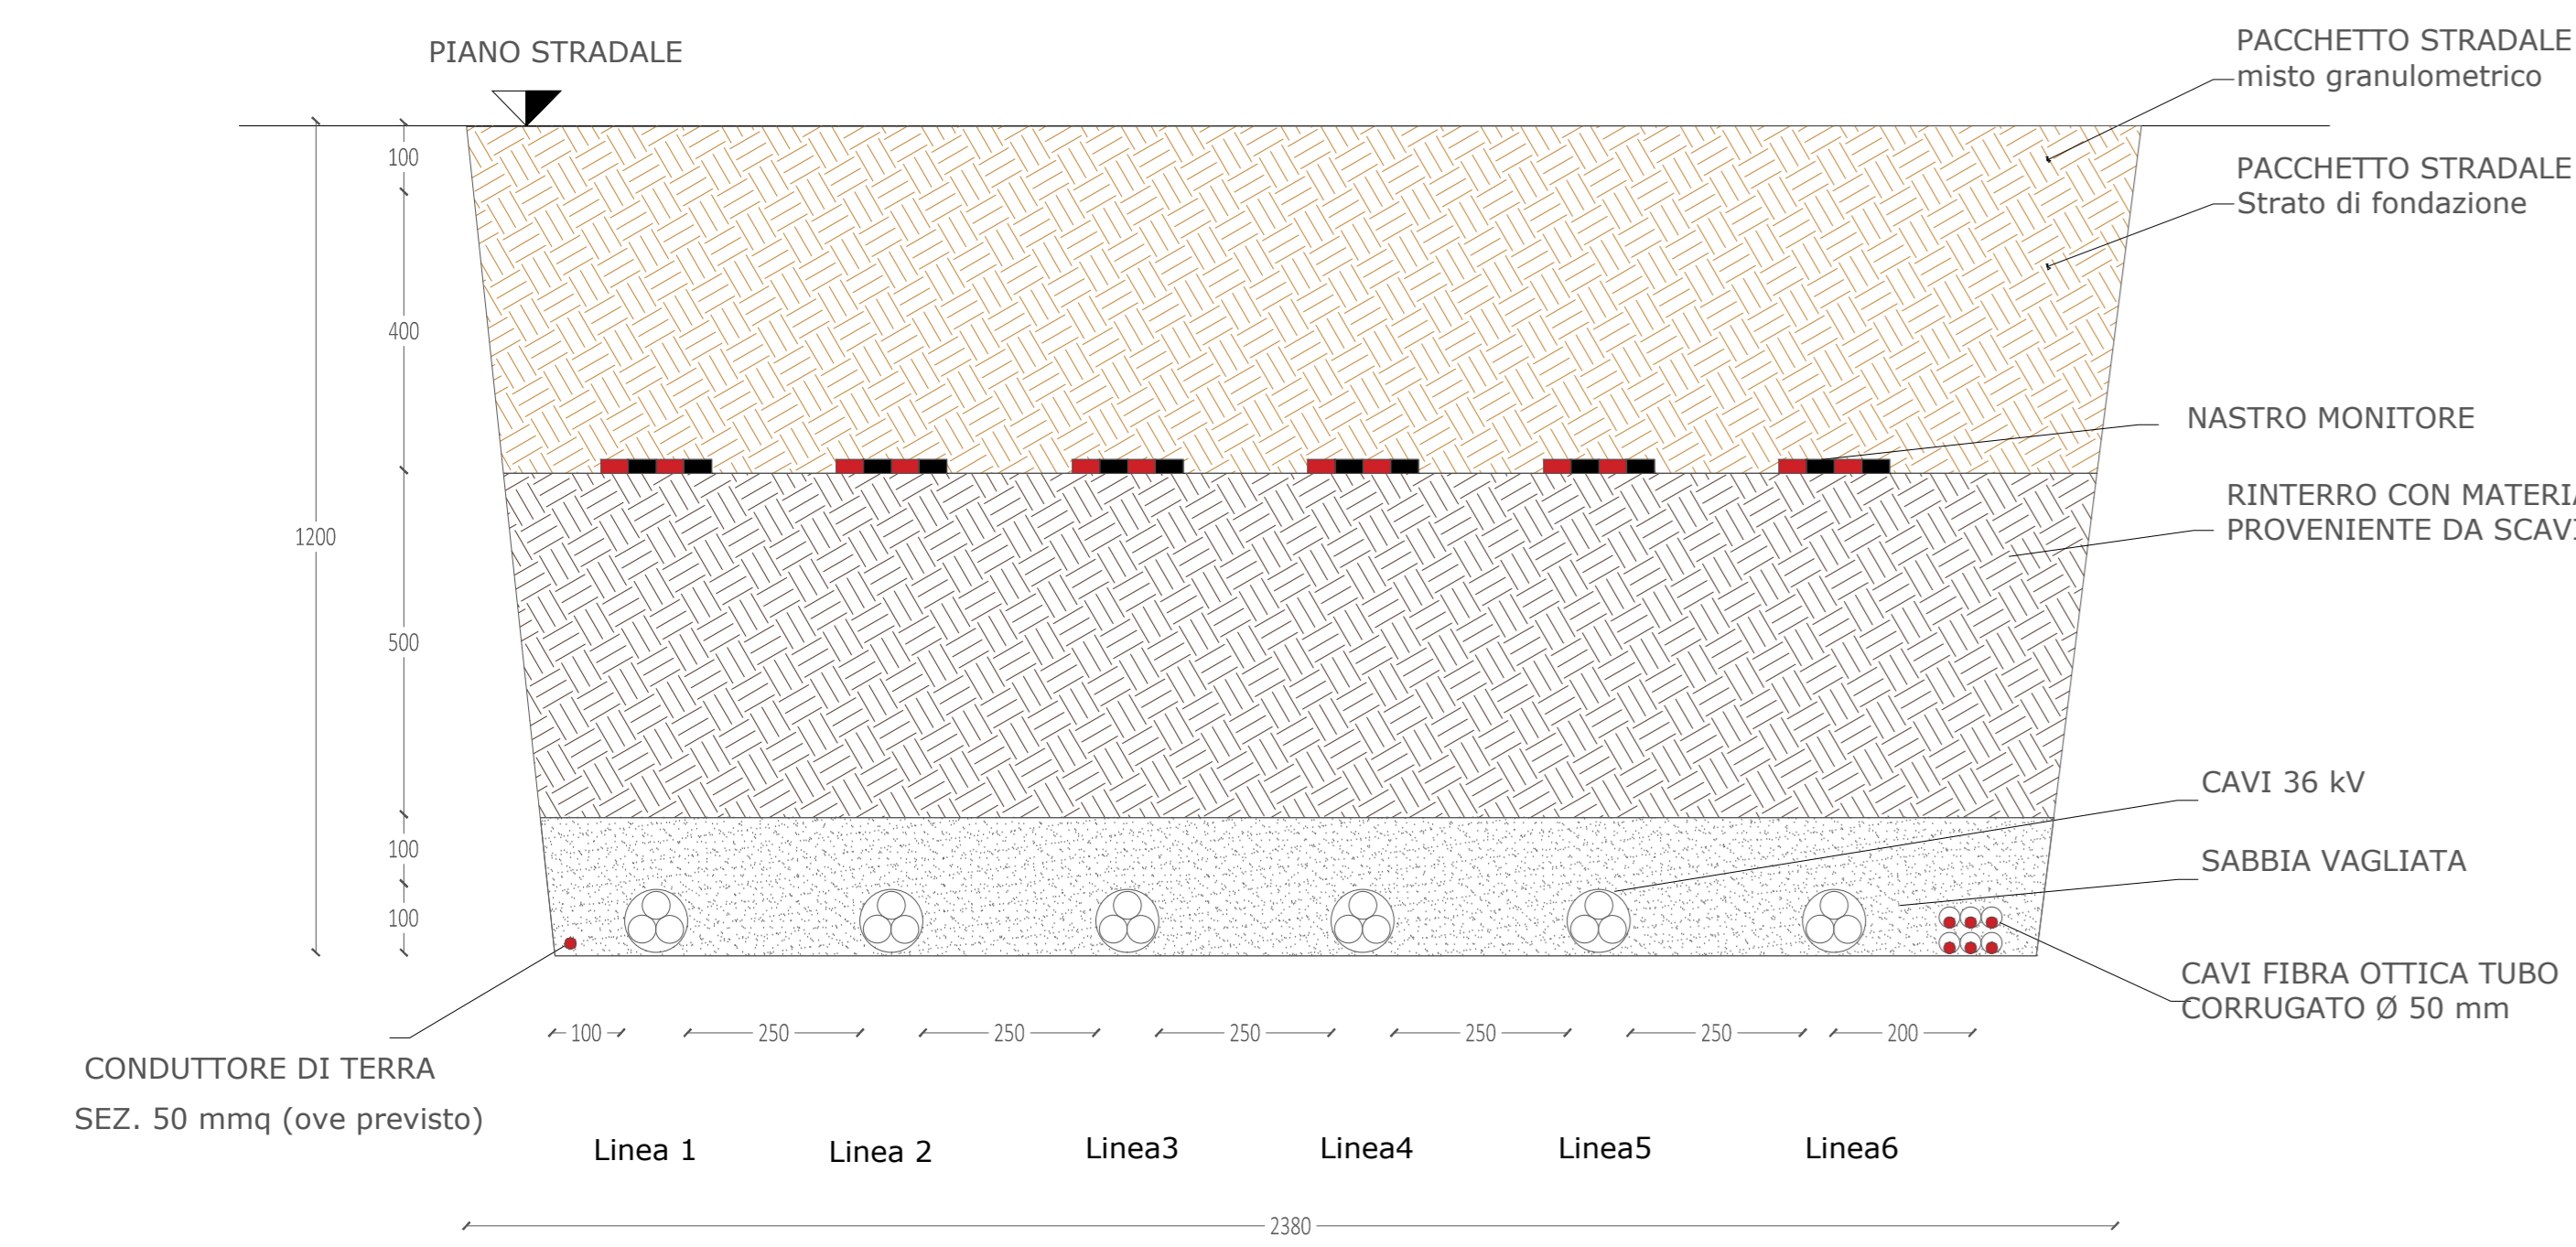 PIANO STRADALE
PACCHETTO STRADALE
misto granulometrico
PACCHETTO STRADALE
Strato di fondazione
100
400
NASTRO MONITORE
RINTERRO CON
PROVENIENTE DA
1200
500
CAVI 36 kV
100
SABBIA VAGLIATA
100
CAVI FIBRA OTTICA TUBO
CORRUGATO Ø 50 mm
100
250
250
250
250
250
200
CONDUTTORE DI TERRA
SEZ. 50 mmq (ove previsto)
Linea 1
Linea 2
Linea3
Linea4
Linea5
Linea6
2380